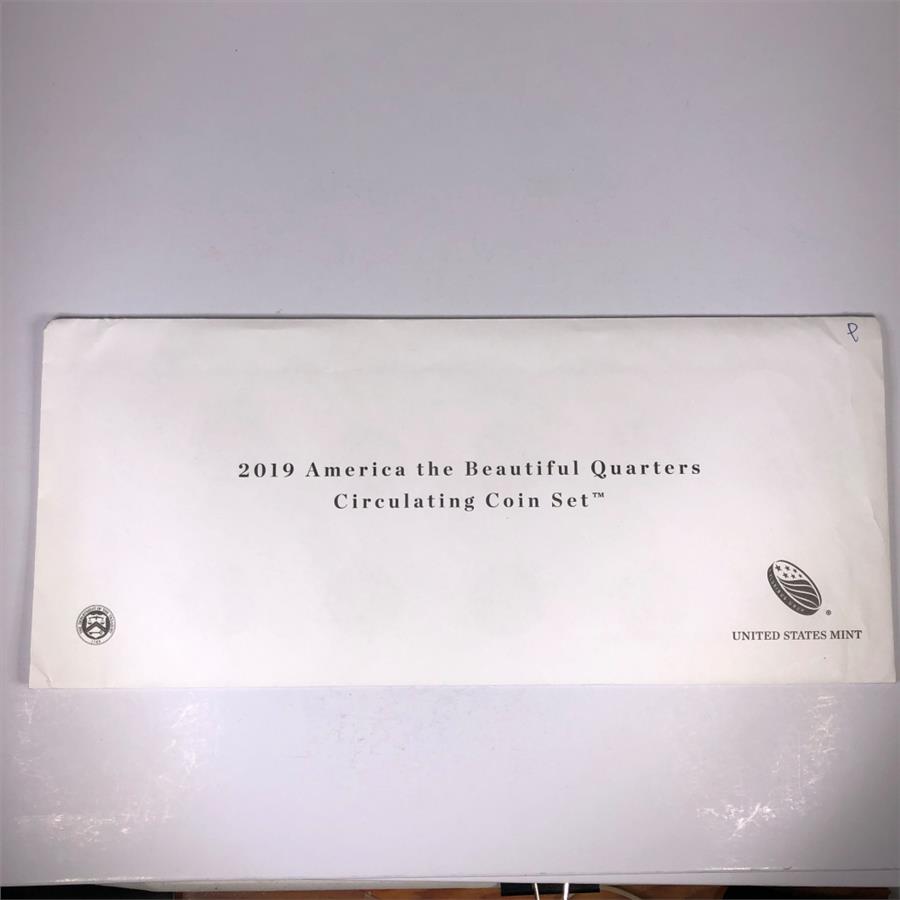 P
2019 America the Beautiful Quarters
Circulating Coin Set™
®
UNITED STATES MINT